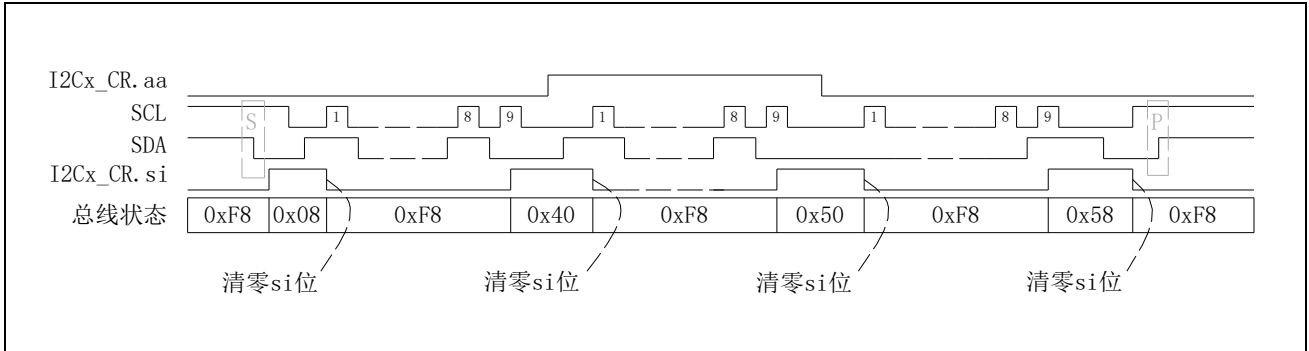 I2Cx_CR.aa
SCL 1 8 9 1 8 9 1 8 9
S P
SDA
I2Cx_CR.si
总线状态 0xF8 0x08 0xF8 0x40 0xF8 0x50 0xF8 0x58 0xF8
清零si位 清零si位 清零si位 清零si位